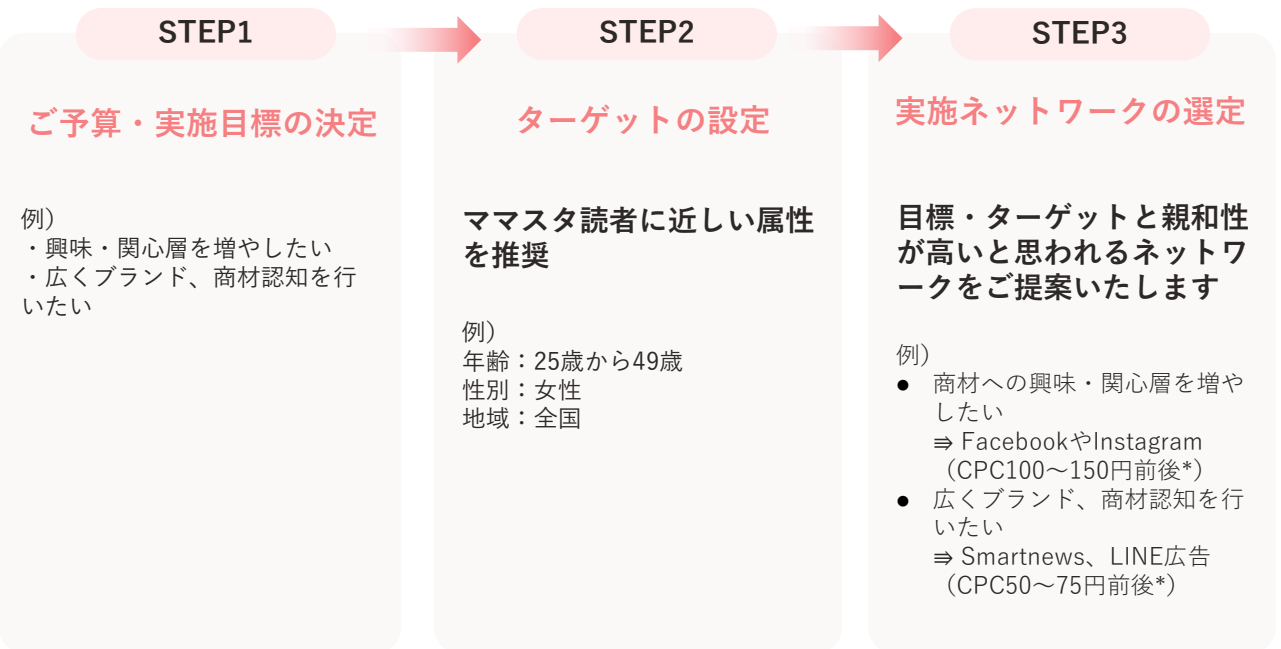 STEP1
ご予算・実施目標の決定
例）
・興味・関心層を増やしたい
・広くブランド、商材認知を行
いたい
STEP2
ターゲットの設定
ママスタ読者に近しい属性
を推奨
例）
年齢：25歳から49歳
性別：女性
地域：全国
STEP3
実施ネットワークの選定
目標・ターゲットと親和性
が高いと思われるネットワ
ークをご提案いたします
例）
● 商材への興味・関心層を増や
したい
⇛ FacebookやInstagram
（CPC100～150円前後*）
● 広くブランド、商材認知を行
いたい
⇛ Smartnews、LINE広告
（CPC50～75円前後*）